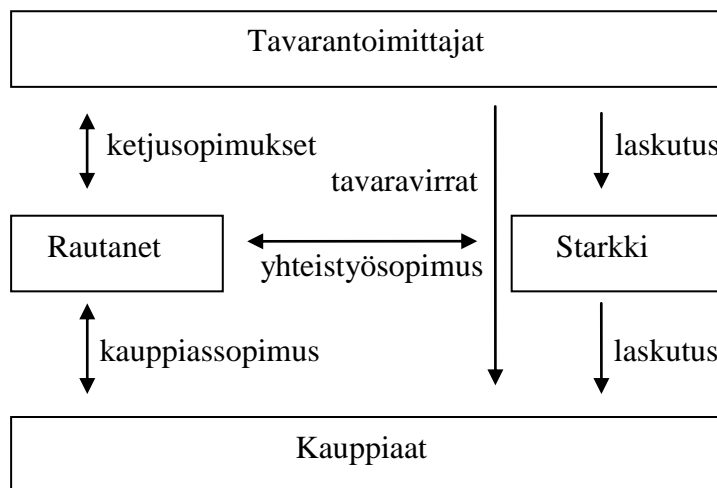 Tavarantoimittajat
ketjusopimukset
laskutus
tavaravirrat
Rautanet
Starkki
yhteistyösopimus
kauppiassopimus
laskutus
Kauppiaat